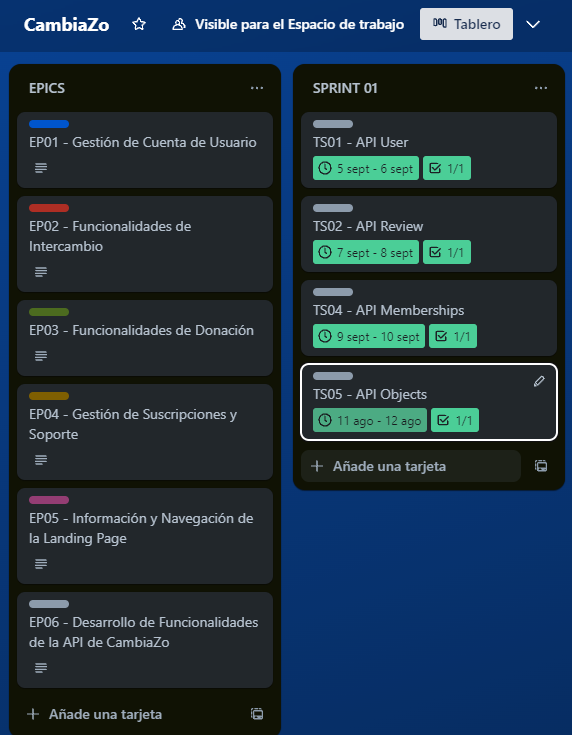 CambiaZo
Visible para el Espacio de trabajo
Tablero
EPICS
EP01 - Gestión de Cuenta de Usuario
EP02 - Funcionalidades de
Intercambio
EP03 - Funcionalidades de Donación
EP04 - Gestión de Suscripciones y
Soporte
EP05 - Información y Navegación de
la Landing Page
EP06 - Desarrollo de Funcionalidades
de la API de CambiaZo
Añade una tarjeta
SPRINT 01
TS01 - API User
5 sept - 6 sept
1/1
TS02 - API Review
7 sept - 8 sept
1/1
TS04 - API Memberships
9 sept - 10 sept
1/1
TS05 - API Objects
11 ago - 12 ago
1/1
Añade una tarjeta